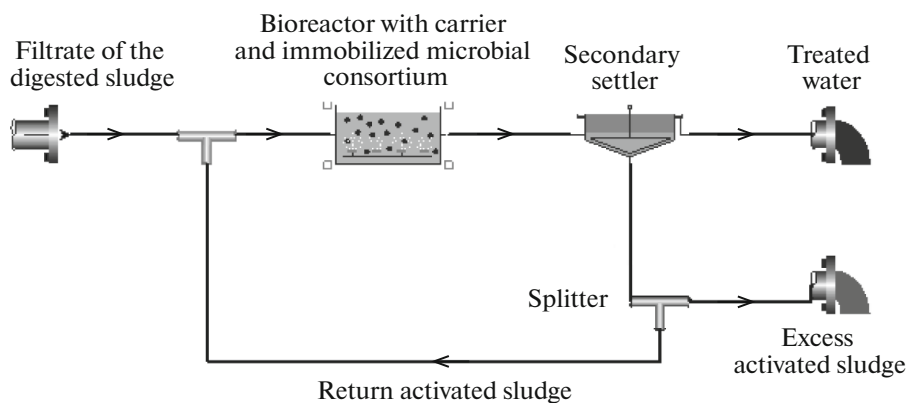 Filtrate of the
digested sludge
Bioreactor with carrier
and immobilized microbial
consortium
Secondary
settler
Treated
water
Splitter
Excess
activated sludge
Return activated sludge